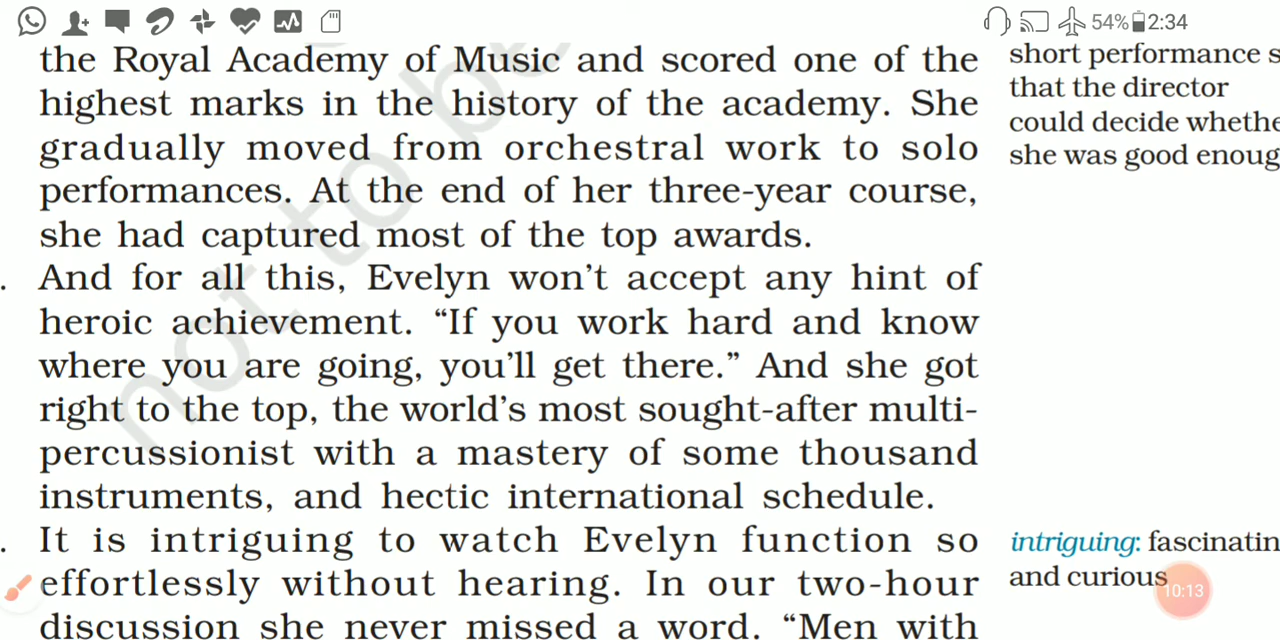 54% 2:34
the Royal Academy of Music and scored one of the
highest marks in the history of the academy. She
gradually moved from orchestral work to solo
performances. At the end of her three-year course,
she had captured most of the top awards.
. And for all this, Evelyn won't accept any hint of
heroic achievement. “If you work hard and know
where you are going, you'll get there.” And she got
right to the top, the world's most sought-after multi-
percussionist with a mastery of some thousand
instruments, and hectic international schedule.
. It is intriguing to watch Evelyn function so
effortlessly without hearing. In our two-hour
discussion she never missed a word. “Men with
short performance s
that the director
could decide whethe
she was good enoug
intriguing: fascinatin
and curious
10:13
not to be